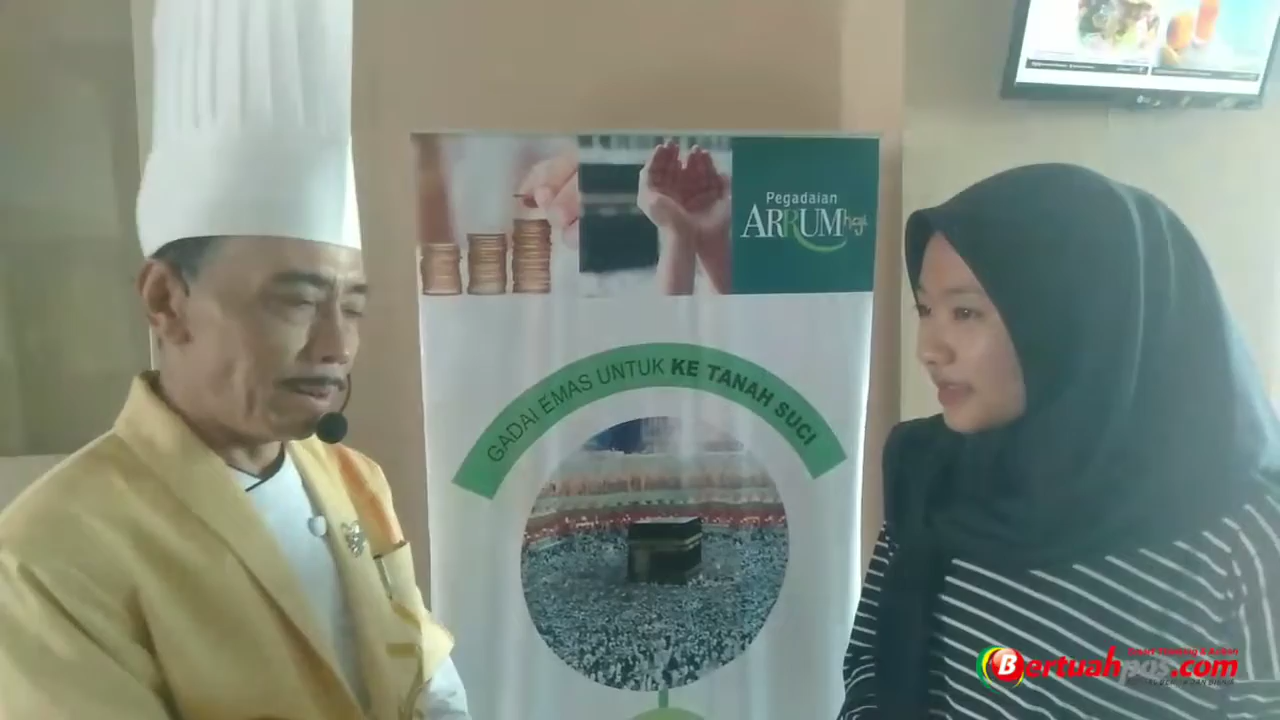 Pegadaian
ARRUM haji
GADAI EMAS UNTUK KE TANAH SUCI
Bertuahpos.com